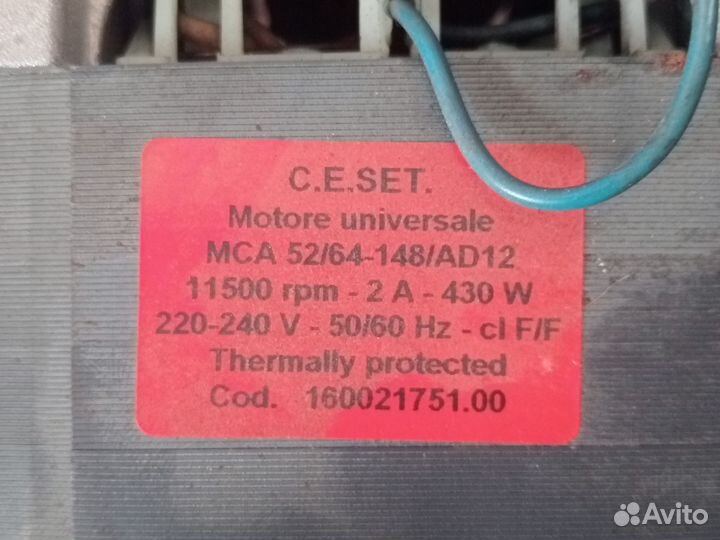 C.E.SET.
Motore universale
MCA 52/64-148/AD12
11500 rpm - 2 A - 430 W
220-240 V - 50/60 Hz - cl F/F
Thermally protected
Cod. 160021751.00
Avito